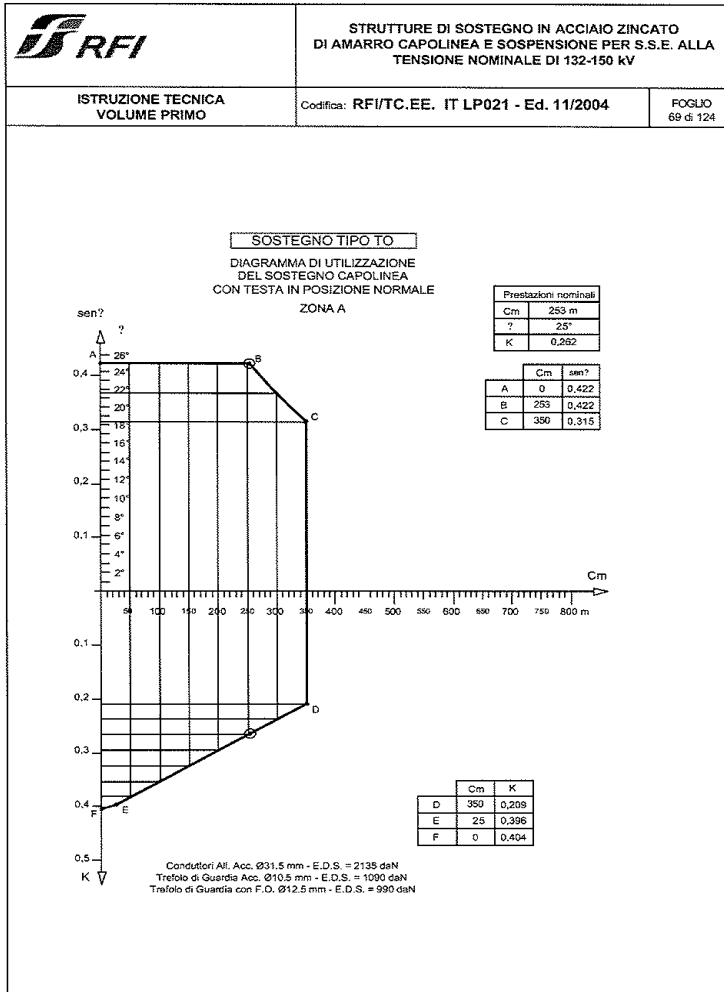 RFI
STRUTTURE DI SOSTEGNO IN ACCIAIO ZINCATO
DI AMARRO CAPOLINEA E SOSPENSIONE PER S.S.E. ALLA
TENSIONE NOMINALE DI 132-150 kV
ISTRUZIONE TECNICA
VOLUME PRIMO
Codifica: RFI/TC.EE. IT LP021 - Ed. 11/2004
FOGLIO
69 di 124
SOSTEGNO TIPO TO
DIAGRAMMA DI UTILIZZAZIONE
DEL SOSTEGNO CAPOLINEA
CON TESTA IN POSIZIONE NORMALE
ZONA A
Prestazioni nominali
Cm 253 m
? 25°
K 0,262
Cm sen?
A 0 0,422
B 253 0,422
C 350 0,315
sen?
?
A
26°
B
0,4
24°
22°
20°
C
0,3
18°
16°
0,2
14°
12°
10°
0,1
8°
6°
4°
2°
Cm
50 100 150 200 250 300 350 400 450 500 550 600 650 700 750 800 m
0,1
0,2
D
0,3
0,4
F
E
0,5
K
Cm K
D 350 0,209
E 25 0,396
F 0 0,404
Conduttori All. Acc. Ø31.5 mm - E.D.S. = 2135 daN
Trefolo di Guardia Acc. Ø10.5 mm - E.D.S. = 1090 daN
Trefolo di Guardia con F.O. Ø12.5 mm - E.D.S. = 990 daN